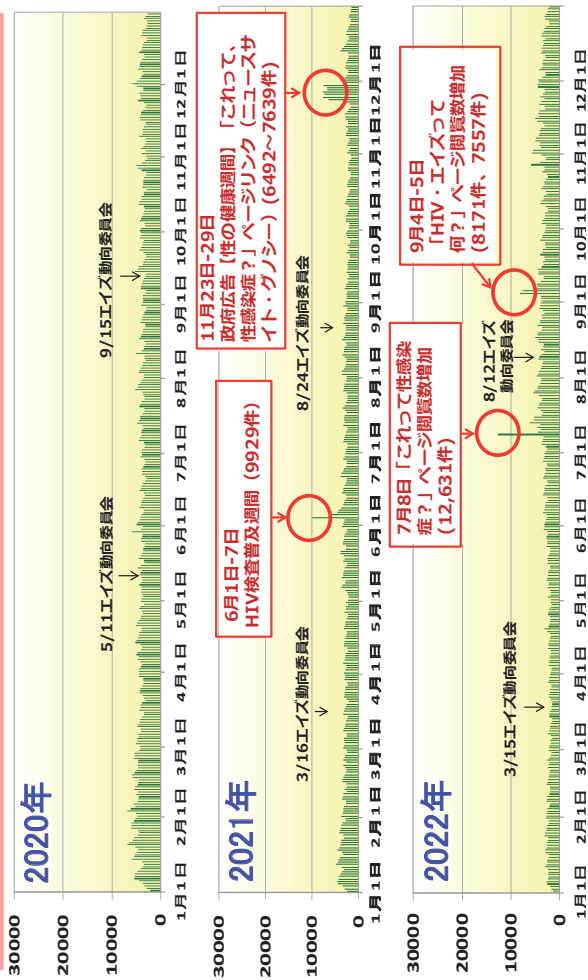 2020年
30000
20000
10000
0
5/11エイズ動向委員会
9/15エイズ動向委員会
1月1日
2月1日
3月1日
4月1日
5月1日
6月1日
7月1日
8月1日
9月1日
10月1日
11月1日
12月1日
2021年
30000
20000
10000
0
3/16エイズ動向委員会
6月1日-7日
HIV検査普及週間（9929件）
8/24エイズ動向委員会
11月23日-29日
政府広告【性の健康週間】 「これって、
性感染症？」ページリンク（ニュースサ
イト・グノシー）(6492～7639件)
1月1日
2月1日
3月1日
4月1日
5月1日
6月1日
7月1日
8月1日
9月1日
10月1日
11月1日
12月1日
2022年
30000
20000
10000
0
3/15エイズ動向委員会
7月8日「これって性感染
症？」ページ閲覧数増加
(12,631件)
8/12エイズ
動向委員会
9月4日-5日
「HIV・エイズって
何？」ページ閲覧数増加
(8171件、7557件)
1月1日
2月1日
3月1日
4月1日
5月1日
6月1日
7月1日
8月1日
9月1日
10月1日
11月1日
12月1日